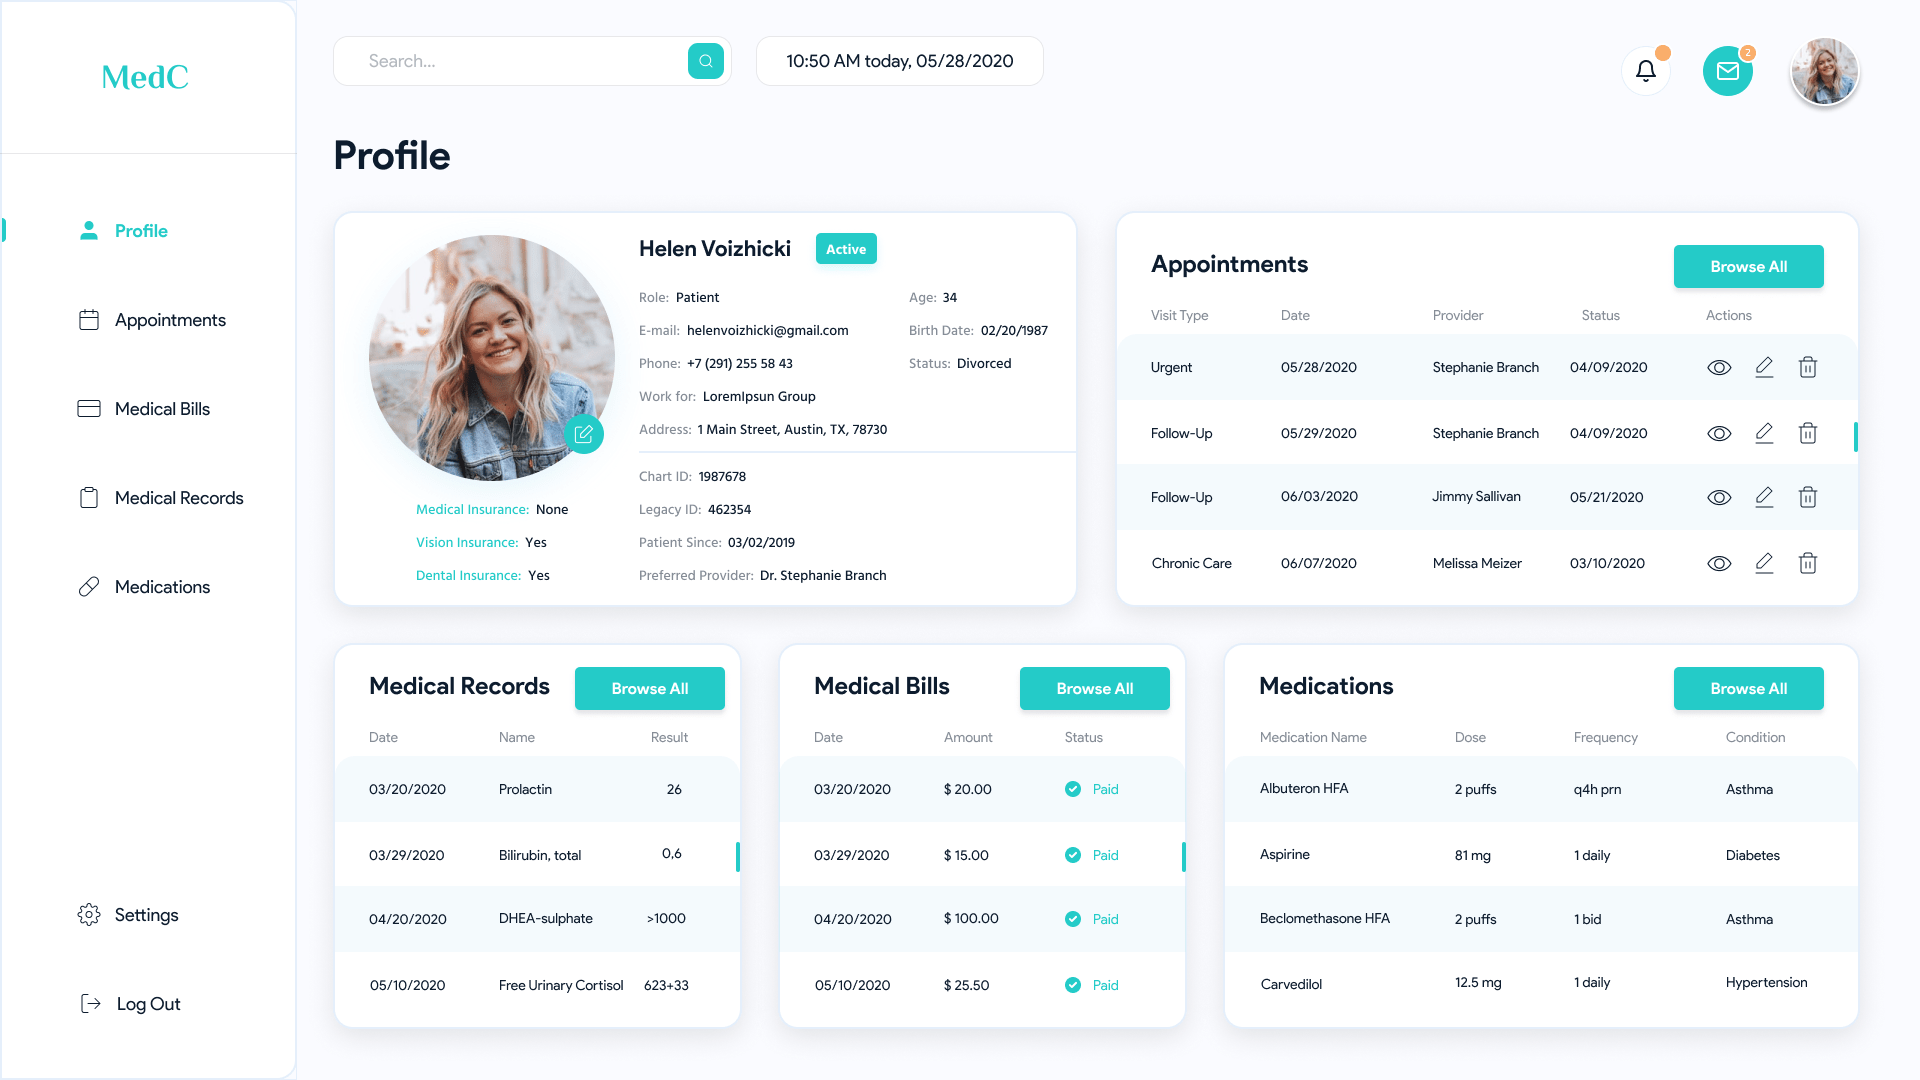 MedC
Search...
10:50 AM today, 05/28/2020
2
Profile
Profile
Appointments
Medical Bills
Medical Records
Medications
Settings
Log Out
Helen Voizhicki Active
Role: Patient Age: 34
E-mail: helenvoizhicki@gmail.com Birth Date: 02/20/1987
Phone: +7 (291) 255 58 43 Status: Divorced
Work for: LoremIpsun Group
Address: 1 Main Street, Austin, TX, 78730
Chart ID: 1987678
Legacy ID: 462354
Patient Since: 03/02/2019
Preferred Provider: Dr. Stephanie Branch
Medical Insurance: None
Vision Insurance: Yes
Dental Insurance: Yes
Appointments Browse All
Visit Type Date Provider Status Actions
Urgent 05/28/2020 Stephanie Branch 04/09/2020
Follow-Up 05/29/2020 Stephanie Branch 04/09/2020
Follow-Up 06/03/2020 Jimmy Sallivan 05/21/2020
Chronic Care 06/07/2020 Melissa Meizer 03/10/2020
Medical Records Browse All
Date Name Result
03/20/2020 Prolactin 26
03/29/2020 Bilirubin, total 0,6
04/20/2020 DHEA-sulphate >1000
05/10/2020 Free Urinary Cortisol 623+33
Medical Bills Browse All
Date Amount Status
03/20/2020 $ 20.00 Paid
03/29/2020 $ 15.00 Paid
04/20/2020 $ 100.00 Paid
05/10/2020 $ 25.50 Paid
Medications Browse All
Medication Name Dose Frequency Condition
Albuteron HFA 2 puffs q4h prn Asthma
Aspirine 81 mg 1 daily Diabetes
Beclomethasone HFA 2 puffs 1 bid Asthma
Carvedilol 12.5 mg 1 daily Hypertension